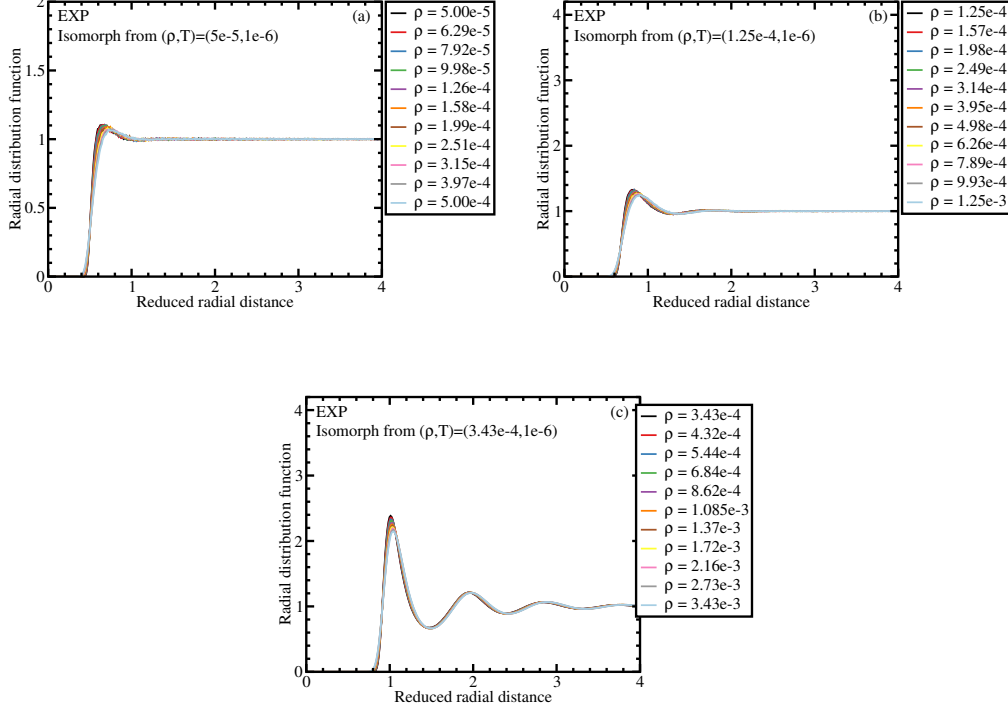 EXP
(a)
Isomorph from (ρ,T)=(5e-5,1e-6)
Radial distribution function
2
1.5
1
0.5
0
0
1
2
3
4
Reduced radial distance
ρ = 5.00e-5
ρ = 6.29e-5
ρ = 7.92e-5
ρ = 9.98e-5
ρ = 1.26e-4
ρ = 1.58e-4
ρ = 1.99e-4
ρ = 2.51e-4
ρ = 3.15e-4
ρ = 3.97e-4
ρ = 5.00e-4
EXP
(b)
Isomorph from (ρ,T)=(1.25e-4,1e-6)
Radial distribution function
4
3
2
1
0
0
1
2
3
4
Reduced radial distance
ρ = 1.25e-4
ρ = 1.57e-4
ρ = 1.98e-4
ρ = 2.49e-4
ρ = 3.14e-4
ρ = 3.95e-4
ρ = 4.98e-4
ρ = 6.26e-4
ρ = 7.89e-4
ρ = 9.93e-4
ρ = 1.25e-3
EXP
(c)
Isomorph from (ρ,T)=(3.43e-4,1e-6)
Radial distribution function
4
3
2
1
0
0
1
2
3
4
Reduced radial distance
ρ = 3.43e-4
ρ = 4.32e-4
ρ = 5.44e-4
ρ = 6.84e-4
ρ = 8.62e-4
ρ = 1.085e-3
ρ = 1.37e-3
ρ = 1.72e-3
ρ = 2.16e-3
ρ = 2.73e-3
ρ = 3.43e-3